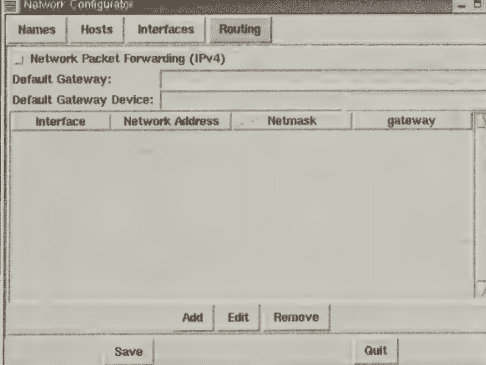 Network Configurator
Names Hosts Interfaces Routing
Network Packet Forwarding (IPv4)
Default Gateway:
Default Gateway Device:
Interface Network Address Netmask gateway
Add Edit Remove
Save Quit